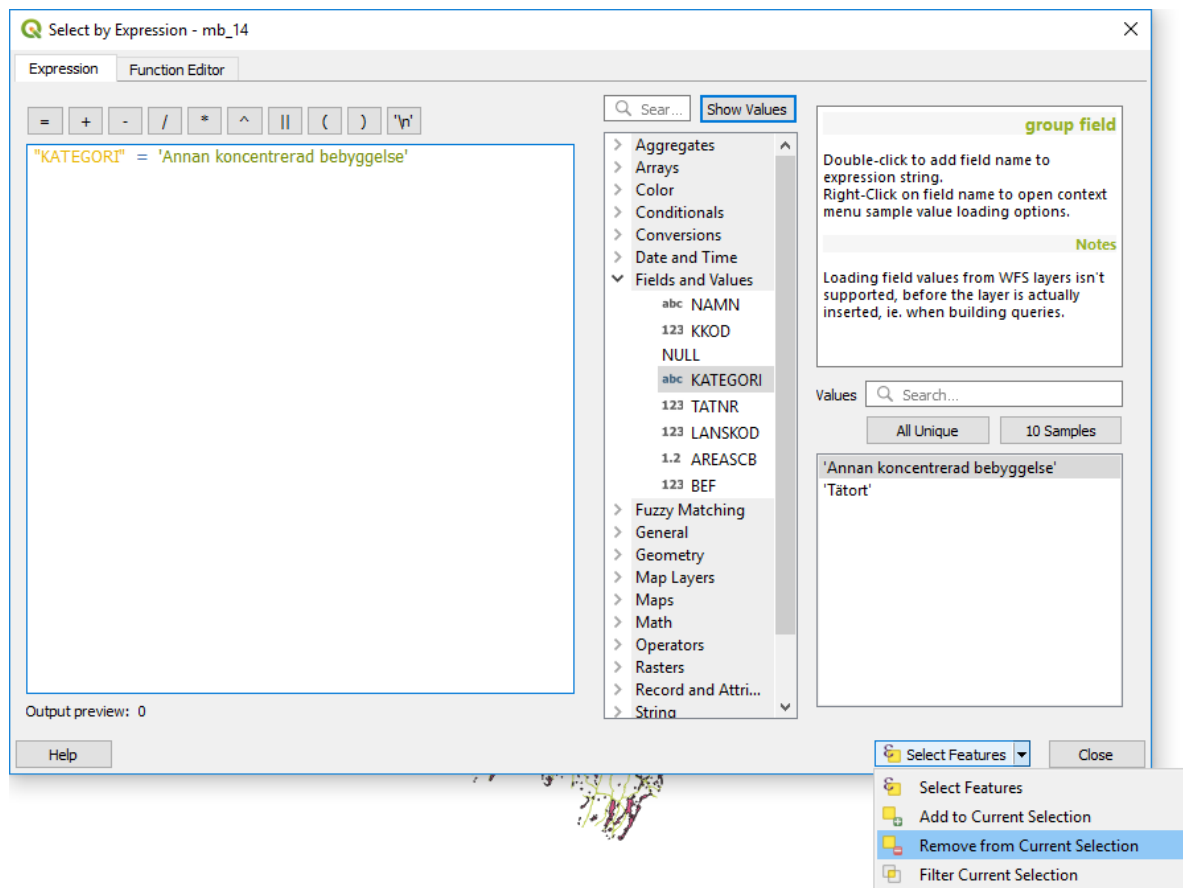 Select by Expression - mb_14
Expression
Function Editor
= + - / * ^ || ( ) '\n'
"KATEGORI" = 'Annan koncentrerad bebyggelse'
Output preview: 0
Sear...
Show Values
Aggregates
Arrays
Color
Conditionals
Conversions
Date and Time
Fields and Values
abc NAMN
123 KKOD
NULL
abc KATEGORI
123 TATNR
123 LANSKOD
1.2 AREASCB
123 BEF
Fuzzy Matching
General
Geometry
Map Layers
Maps
Math
Operators
Rasters
Record and Attri...
String
group field
Double-click to add field name to
expression string.
Right-Click on field name to open context
menu sample value loading options.
Notes
Loading field values from WFS layers isn't
supported, before the layer is actually
inserted, ie. when building queries.
Values
Search...
All Unique
10 Samples
'Annan koncentrerad bebyggelse'
'Tätort'
Help
Select Features
Close
Select Features
Add to Current Selection
Remove from Current Selection
Filter Current Selection